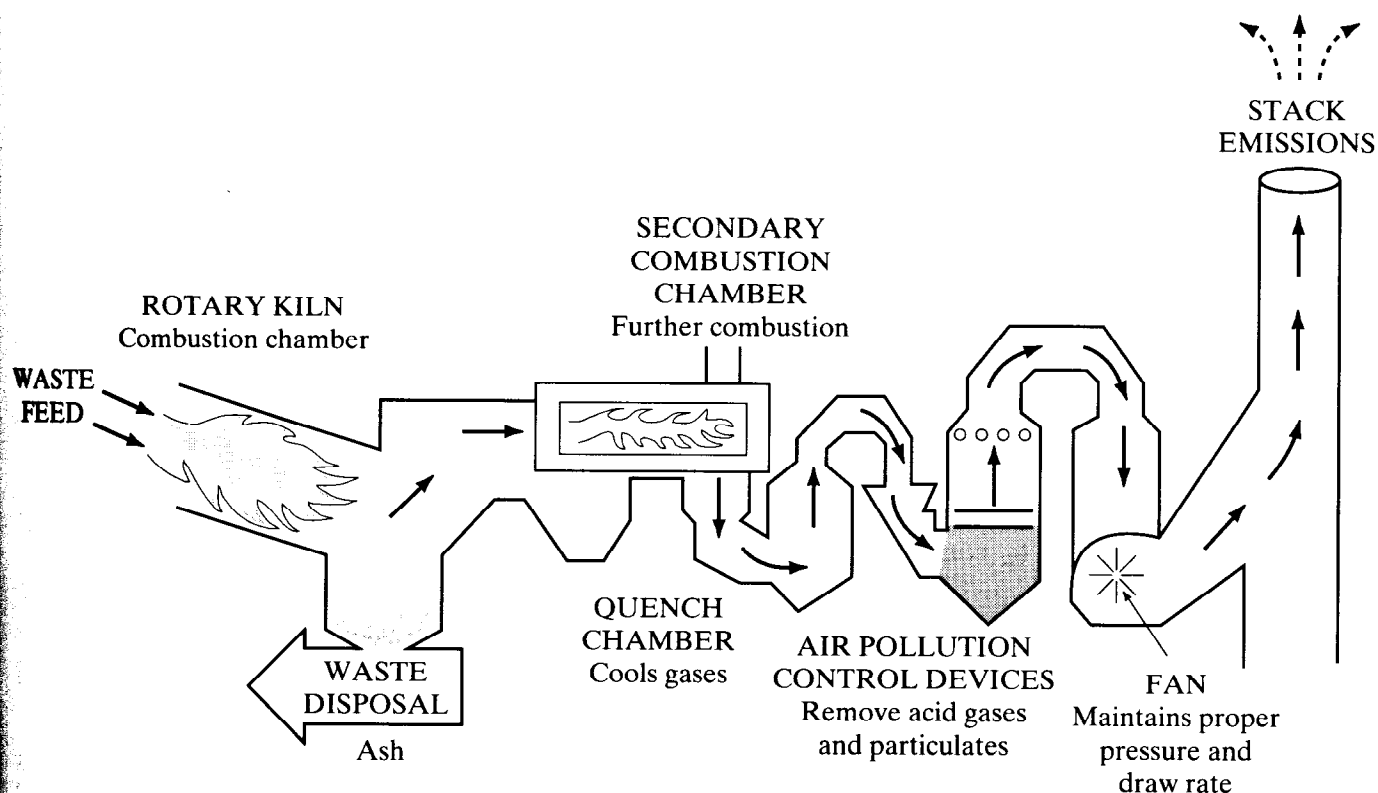 STACK
EMISSIONS
SECONDARY
COMBUSTION
CHAMBER
Further combustion
ROTARY KILN
Combustion chamber
WASTE
FEED
QUENCH
CHAMBER
Cools gases
AIR POLLUTION
CONTROL DEVICES
Remove acid gases
and particulates
FAN
Maintains proper
pressure and
draw rate
WASTE
DISPOSAL
Ash